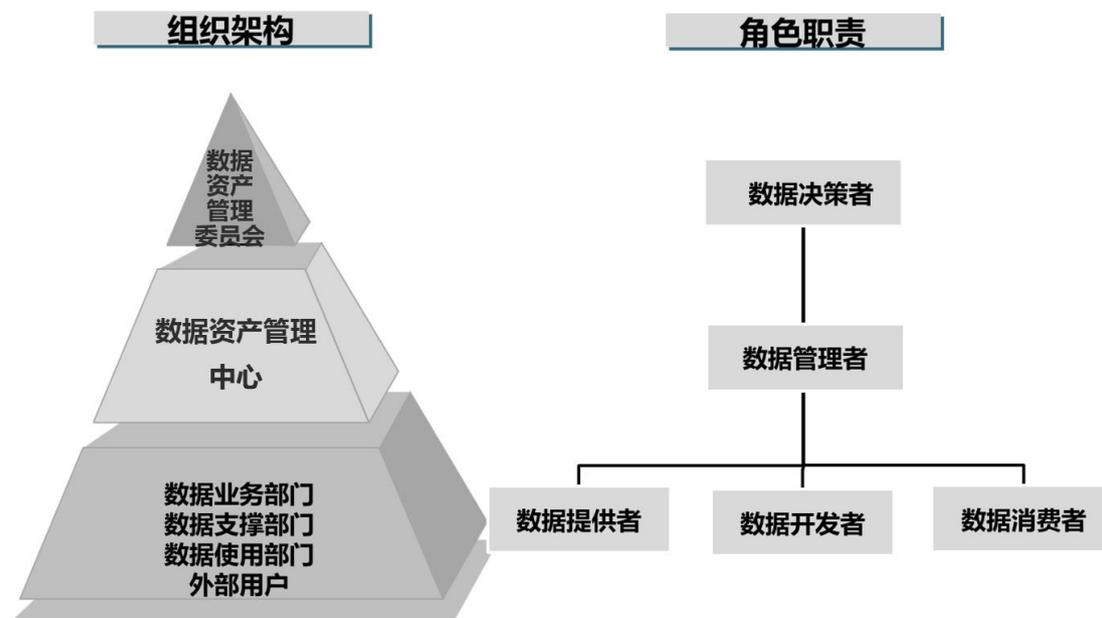 组织架构
角色职责
数据
资产
管理
委员会
数据资产管理
中心
数据业务部门
数据支撑部门
数据使用部门
外部用户
数据决策者
数据管理者
数据提供者
数据开发者
数据消费者